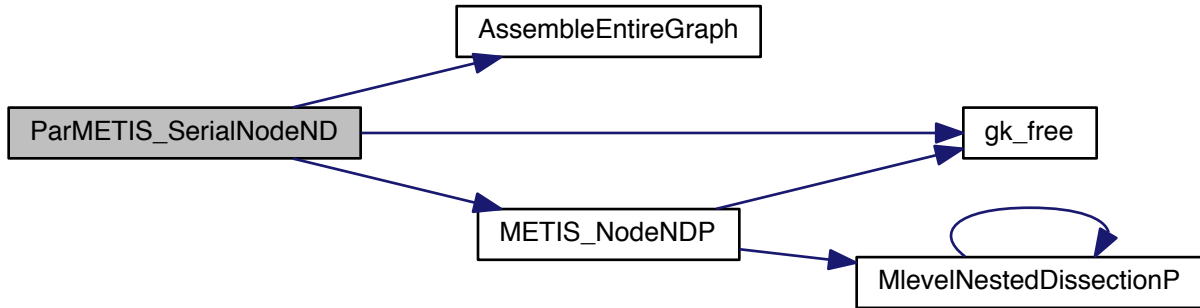 AssembleEntireGraph
ParMETIS_SerialNodeND
gk_free
METIS_NodeNDP
MlevelNestedDissectionP